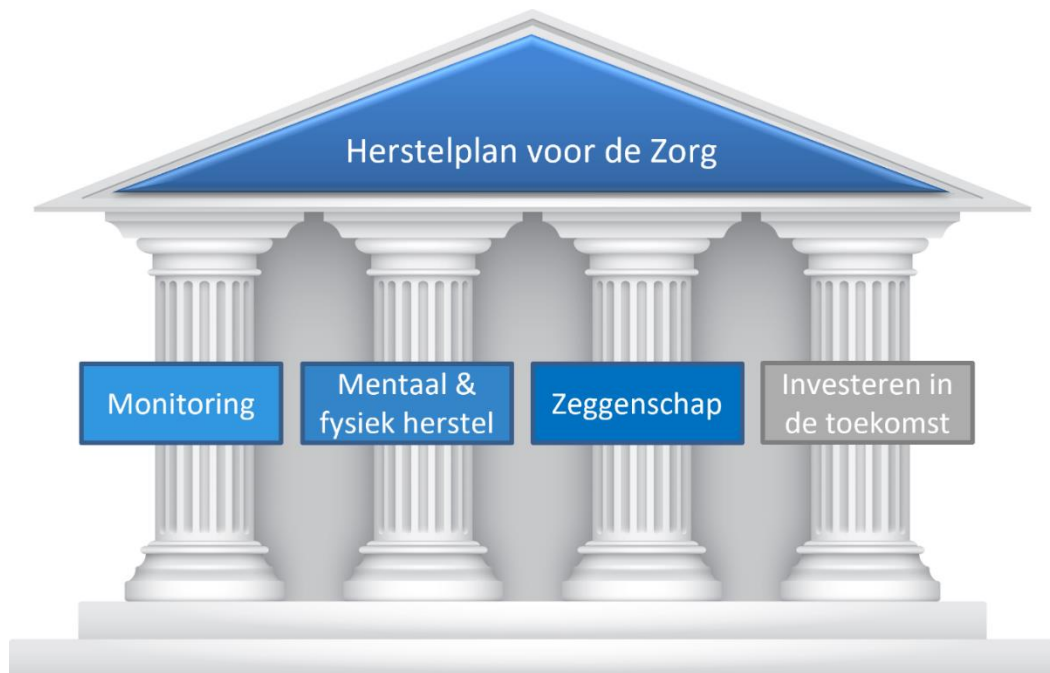 Herstelplan voor de Zorg
Monitoring
Mentaal &
fysiek herstel
Zeggenschap
Investeren in
de toekomst